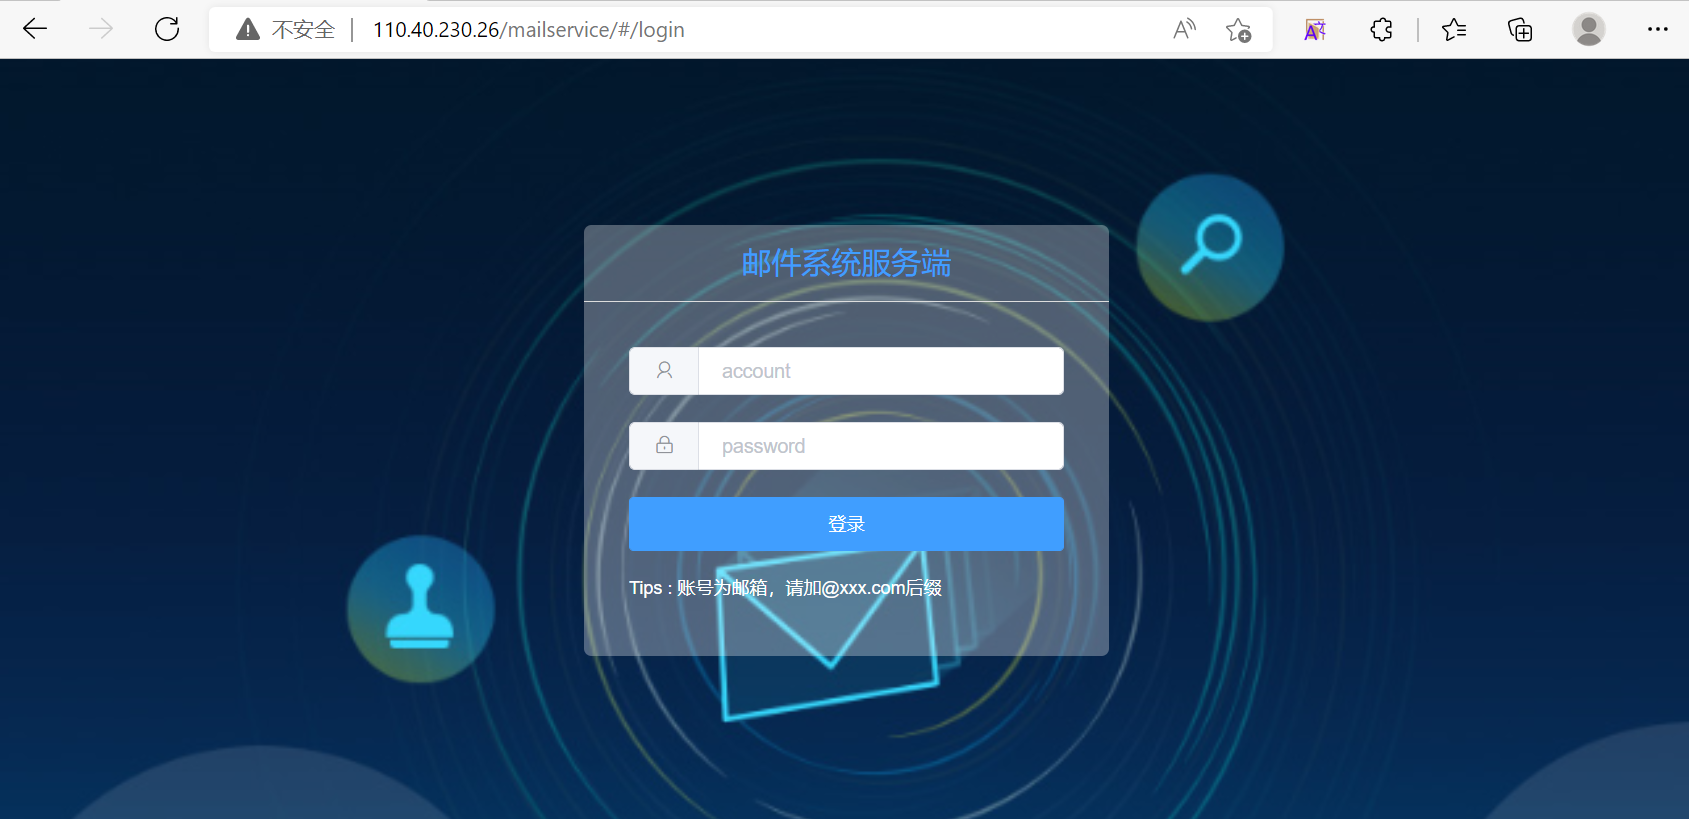 不安全 | 110.40.230.26/mailservice/#/login
邮件系统服务端
account
password
登录
Tips : 账号为邮箱，请加@xxx.com后缀